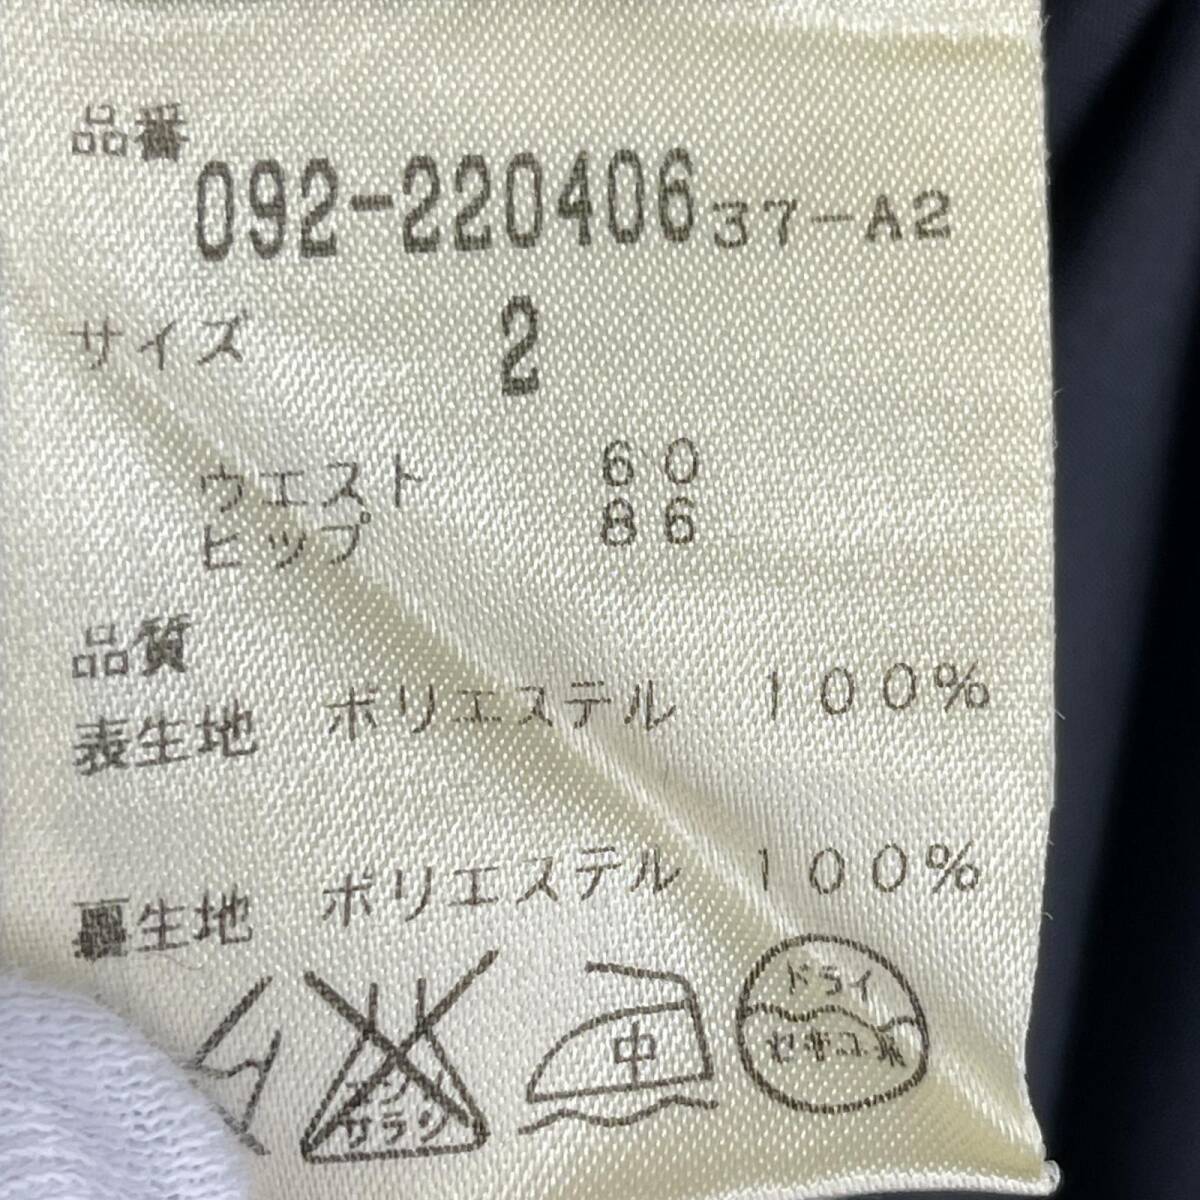 品番
092-220406 37-A2
サイズ 2
ウエスト 60
ヒップ 86
品質
表生地 ポリエステル 100%
裏生地 ポリエステル 100%
エンソ
サラシ
中
ドライ
セキユ系